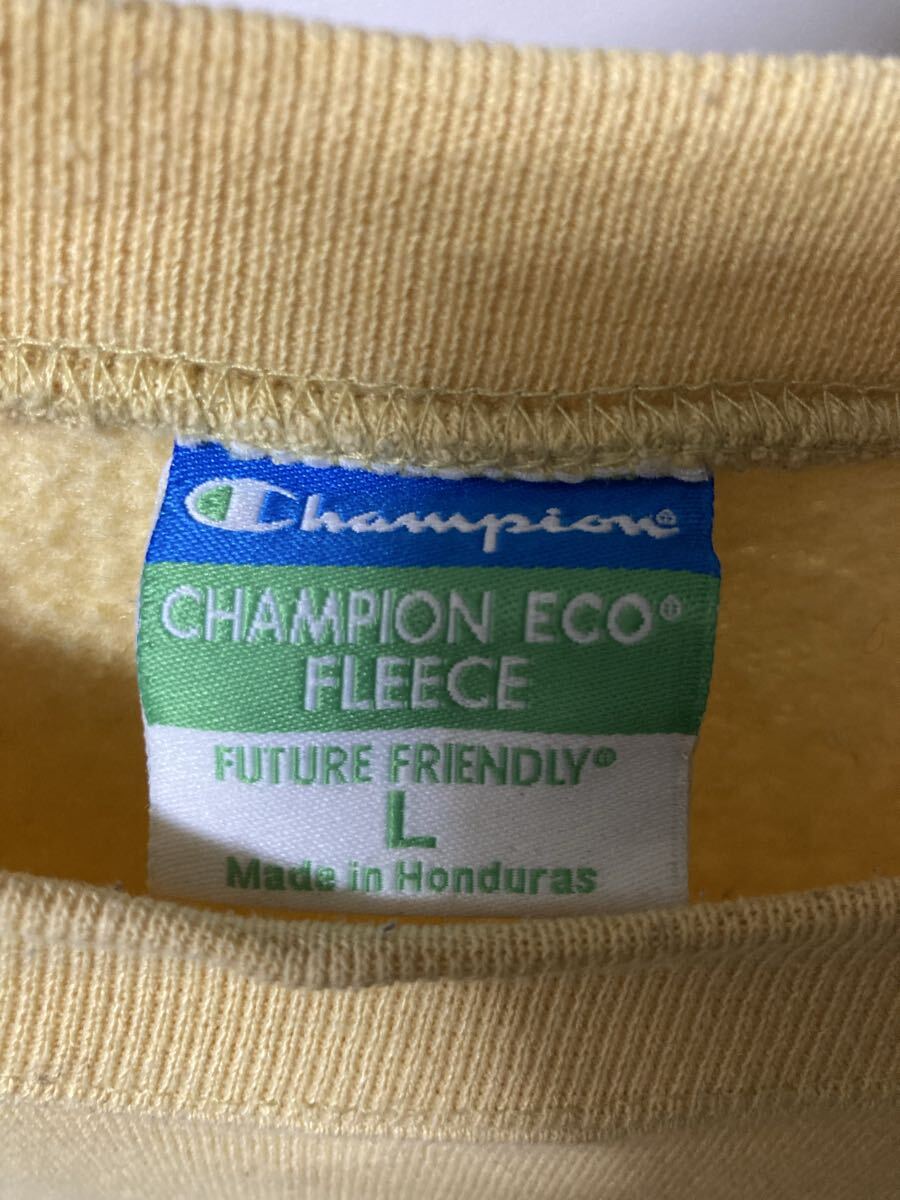 Champion®
CHAMPION ECO®
FLEECE
FUTURE FRIENDLY®
L
Made in Honduras